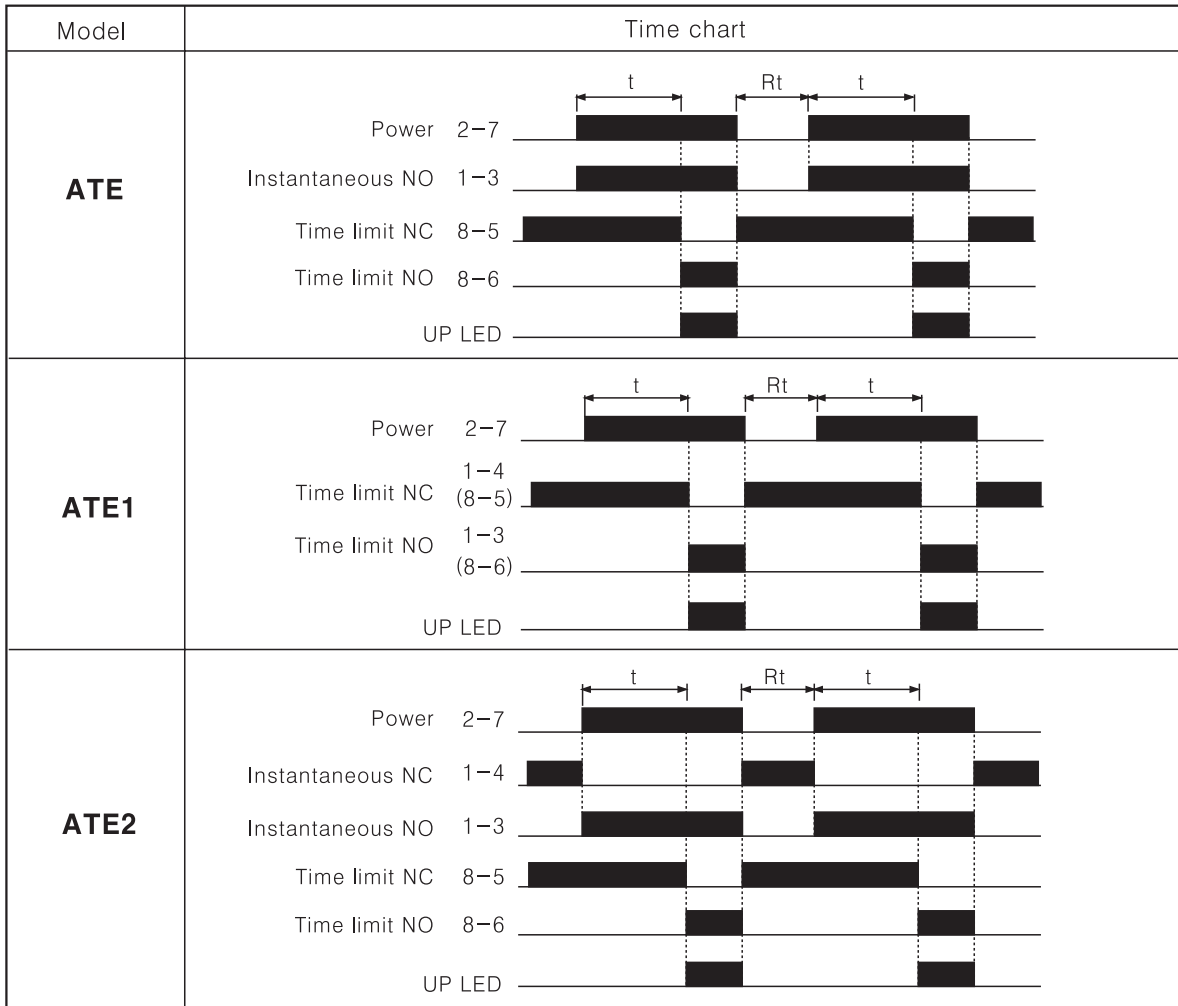 Model Time chart
ATE
t Rt t
Power 2-7
Instantaneous NO 1-3
Time limit NC 8-5
Time limit NO 8-6
UP LED
ATE1
t Rt t
Power 2-7
Time limit NC 1-4
(8-5)
Time limit NO 1-3
(8-6)
UP LED
ATE2
t Rt t
Power 2-7
Instantaneous NC 1-4
Instantaneous NO 1-3
Time limit NC 8-5
Time limit NO 8-6
UP LED